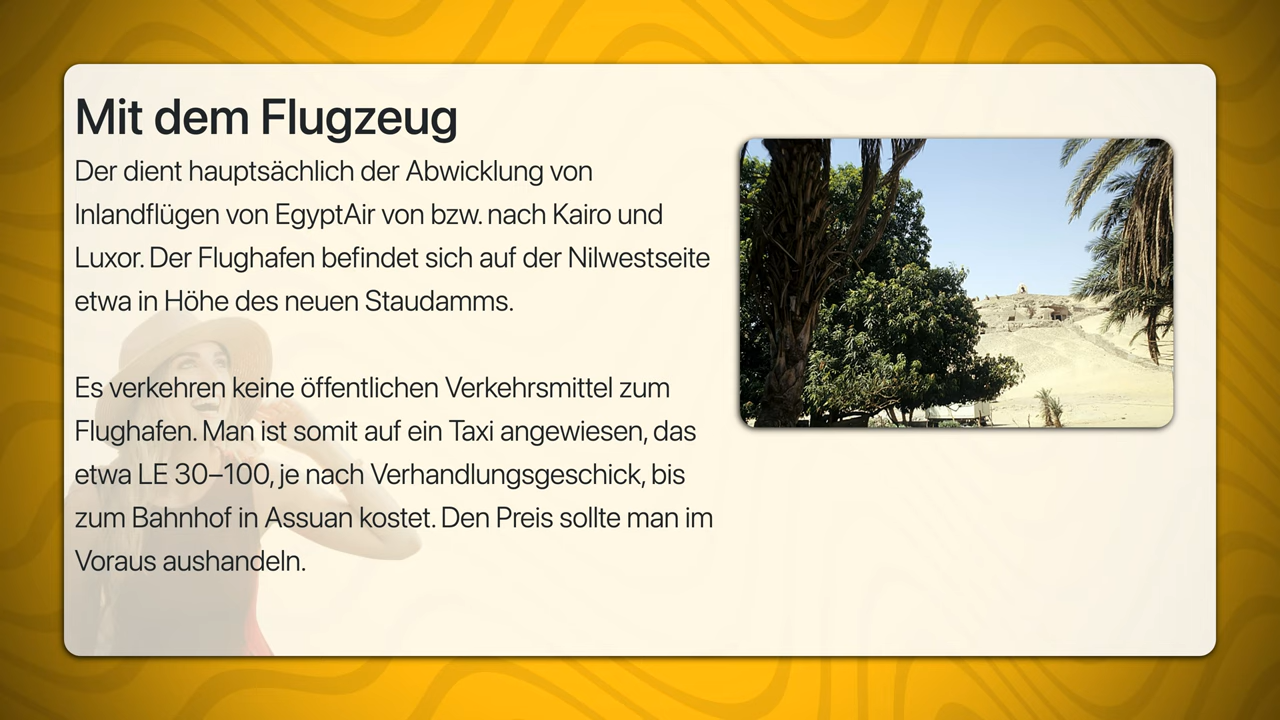 Mit dem Flugzeug
Der dient hauptsächlich der Abwicklung von
Inlandflügen von EgyptAir von bzw. nach Kairo und
Luxor. Der Flughafen befindet sich auf der Nilwestseite
etwa in Höhe des neuen Staudamms.
Es verkehren keine öffentlichen Verkehrsmittel zum
Flughafen. Man ist somit auf ein Taxi angewiesen, das
etwa LE 30–100, je nach Verhandlungsgeschick, bis
zum Bahnhof in Assuan kostet. Den Preis sollte man im
Voraus aushandeln.